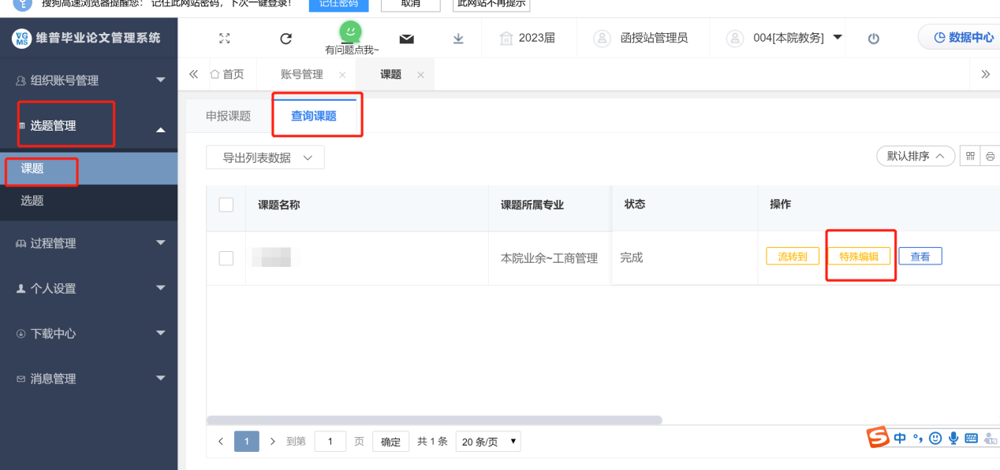 搜狗高速浏览器提醒您：记住此网站密码，下次一键登录！ 记住密码 取消 此网站不再提示
维普毕业论文管理系统 有问题点我~ 2023届 函授站管理员 004[本院教务] 数据中心
首页 账号管理 × 课题 ×
组织账号管理
选题管理
课题
选题
过程管理
个人设置
下载中心
消息管理
申报课题 查询课题
导出列表数据 默认排序
课题名称 课题所属专业 状态 操作
本院业余~工商管理 完成 流转到 特殊编辑 查看
1 到第 1 页 确定 共 1 条 20 条/页
S 中